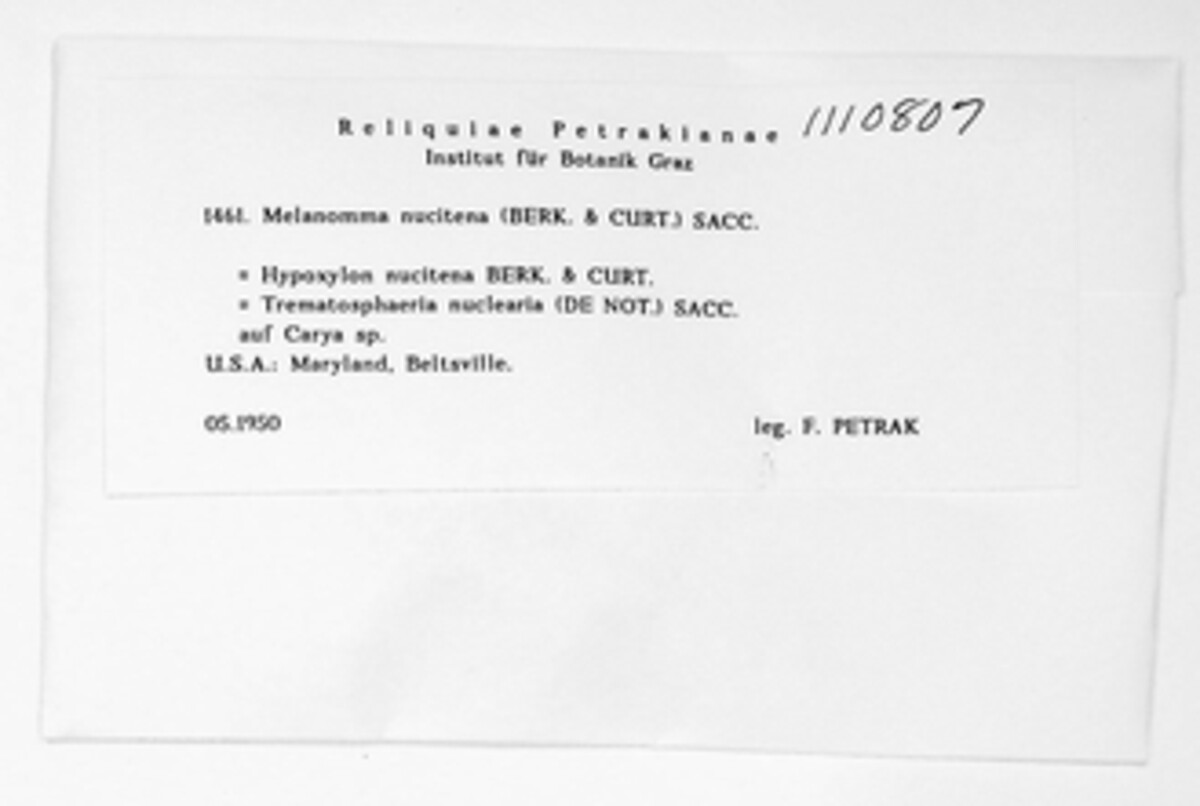 Reliquiae Petrakianae 1110807
Institut für Botanik Graz
1461. Melanomma nucitena (BERK. & CURT.) SACC.
= Hypoxylon nucitena BERK. & CURT.
= Trematosphaeria nuclearia (DE NOT.) SACC.
auf Carya sp.
U.S.A.: Maryland, Beltsville.
05.1950 leg. F. PETRAK